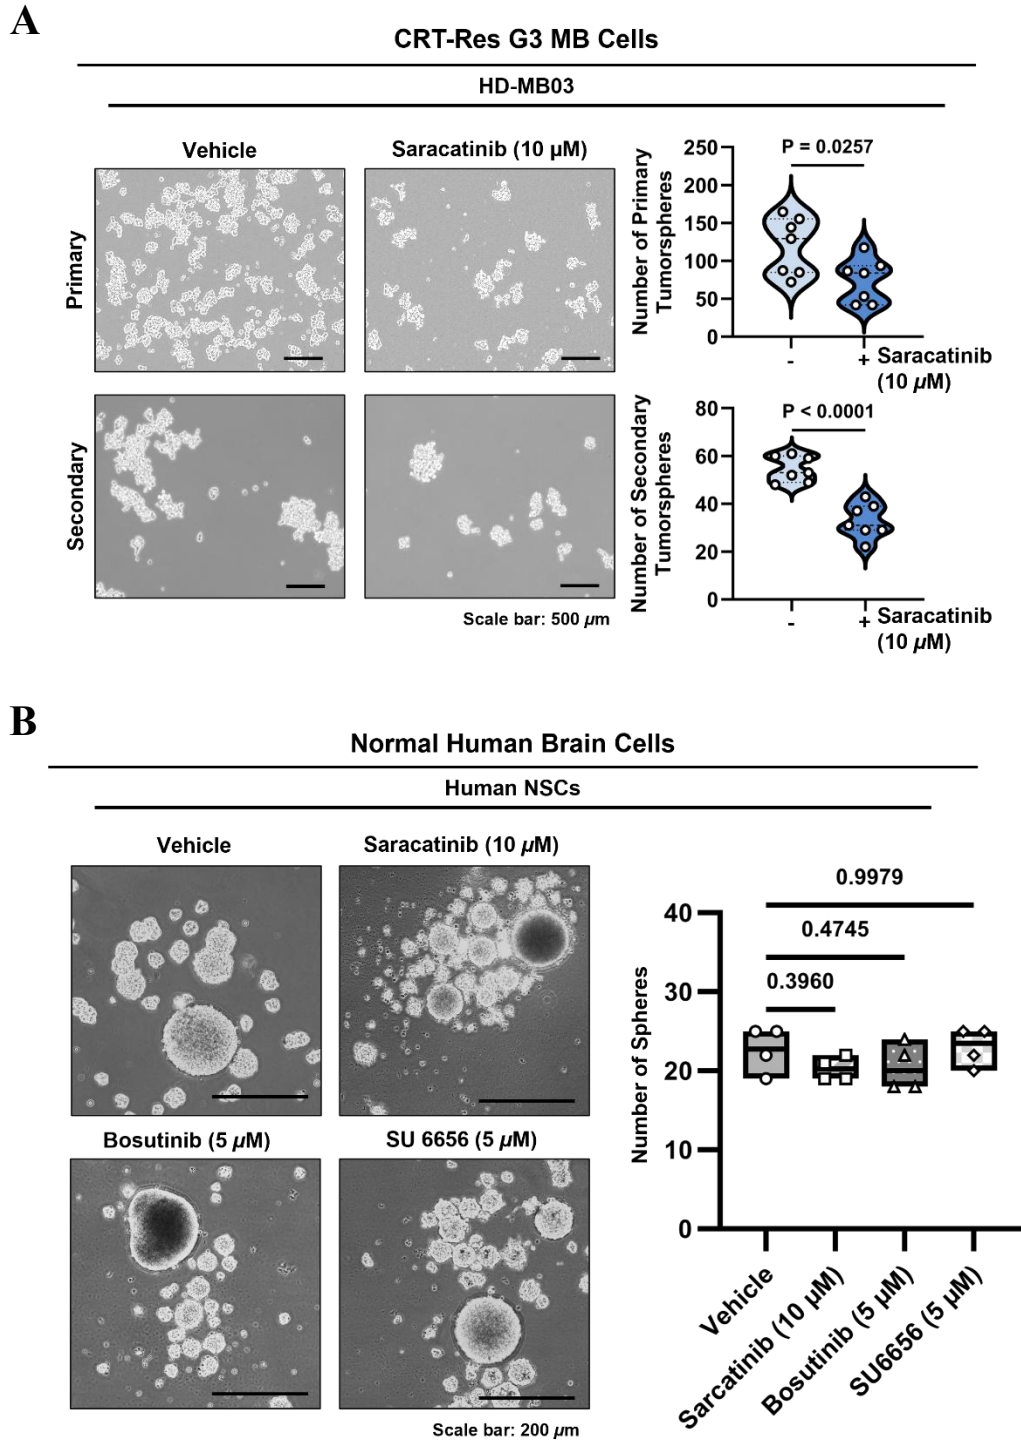 A
CRT-Res G3 MB Cells
HD-MB03
Vehicle
Saracatinib (10 µM)
Primary
Number of Primary
Tumorspheres
250
200
150
100
50
0
P = 0.0257
-
+
Saracatinib
(10 µM)
Secondary
Number of Secondary
Tumorspheres
80
60
40
20
0
P < 0.0001
-
+
Saracatinib
(10 µM)
Scale bar: 500 µm
B
Normal Human Brain Cells
Human NSCs
Vehicle
Saracatinib (10 µM)
Bosutinib (5 µM)
SU 6656 (5 µM)
Number of Spheres
40
30
20
10
0
0.9979
0.4745
0.3960
Vehicle
Sarcatinib (10 µM)
Bosutinib (5 µM)
SU6656 (5 µM)
Scale bar: 200 µm